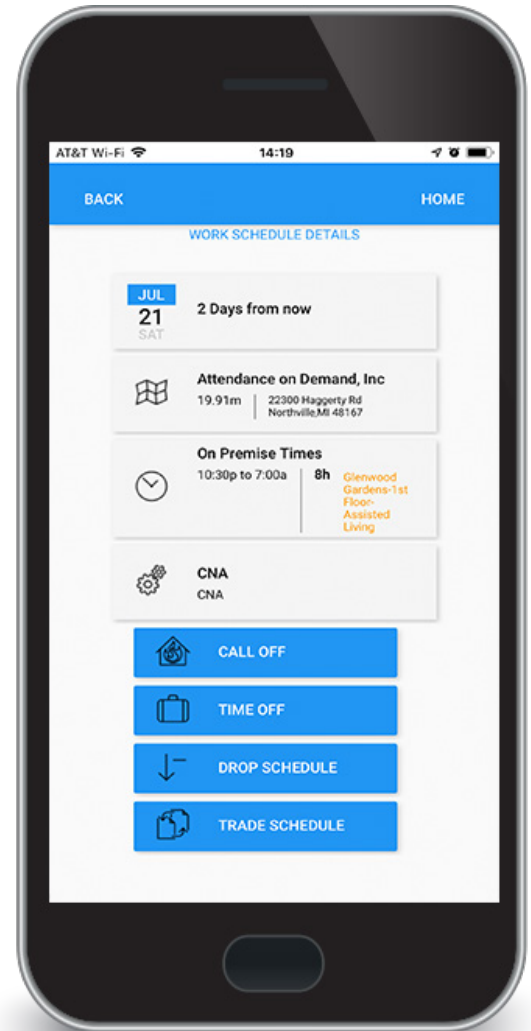 AT&T Wi-Fi 14:19
BACK HOME
WORK SCHEDULE DETAILS
JUL
21
SAT
2 Days from now
Attendance on Demand, Inc
19.91m
22300 Haggerty Rd
Northville,MI 48167
On Premise Times
10:30p to 7:00a
8h
Glenwood
Gardens-1st
Floor-
Assisted
Living
CNA
CNA
CALL OFF
TIME OFF
DROP SCHEDULE
TRADE SCHEDULE